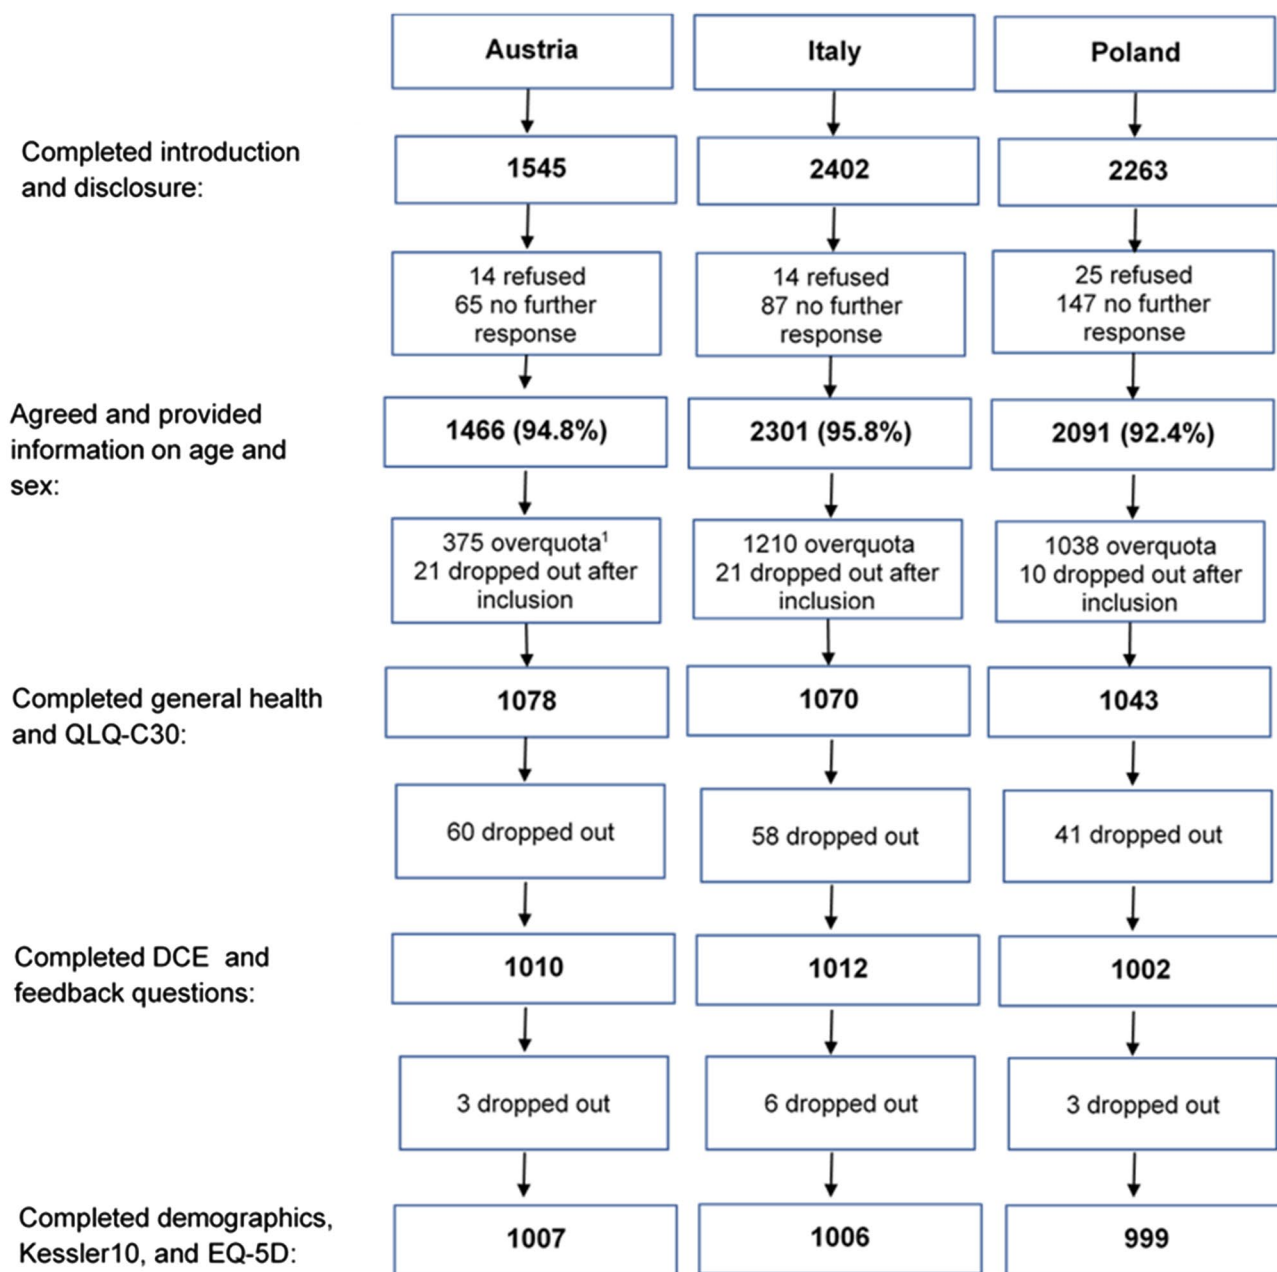 Austria
Italy
Poland
Completed introduction
and disclosure:
1545
2402
2263
14 refused
65 no further
response
14 refused
87 no further
response
25 refused
147 no further
response
Agreed and provided
information on age and
sex:
1466 (94.8%)
2301 (95.8%)
2091 (92.4%)
375 overquota¹
21 dropped out after
inclusion
1210 overquota
21 dropped out after
inclusion
1038 overquota
10 dropped out after
inclusion
Completed general health
and QLQ-C30:
1078
1070
1043
60 dropped out
58 dropped out
41 dropped out
Completed DCE and
feedback questions:
1010
1012
1002
3 dropped out
6 dropped out
3 dropped out
Completed demographics,
Kessler10, and EQ-5D:
1007
1006
999